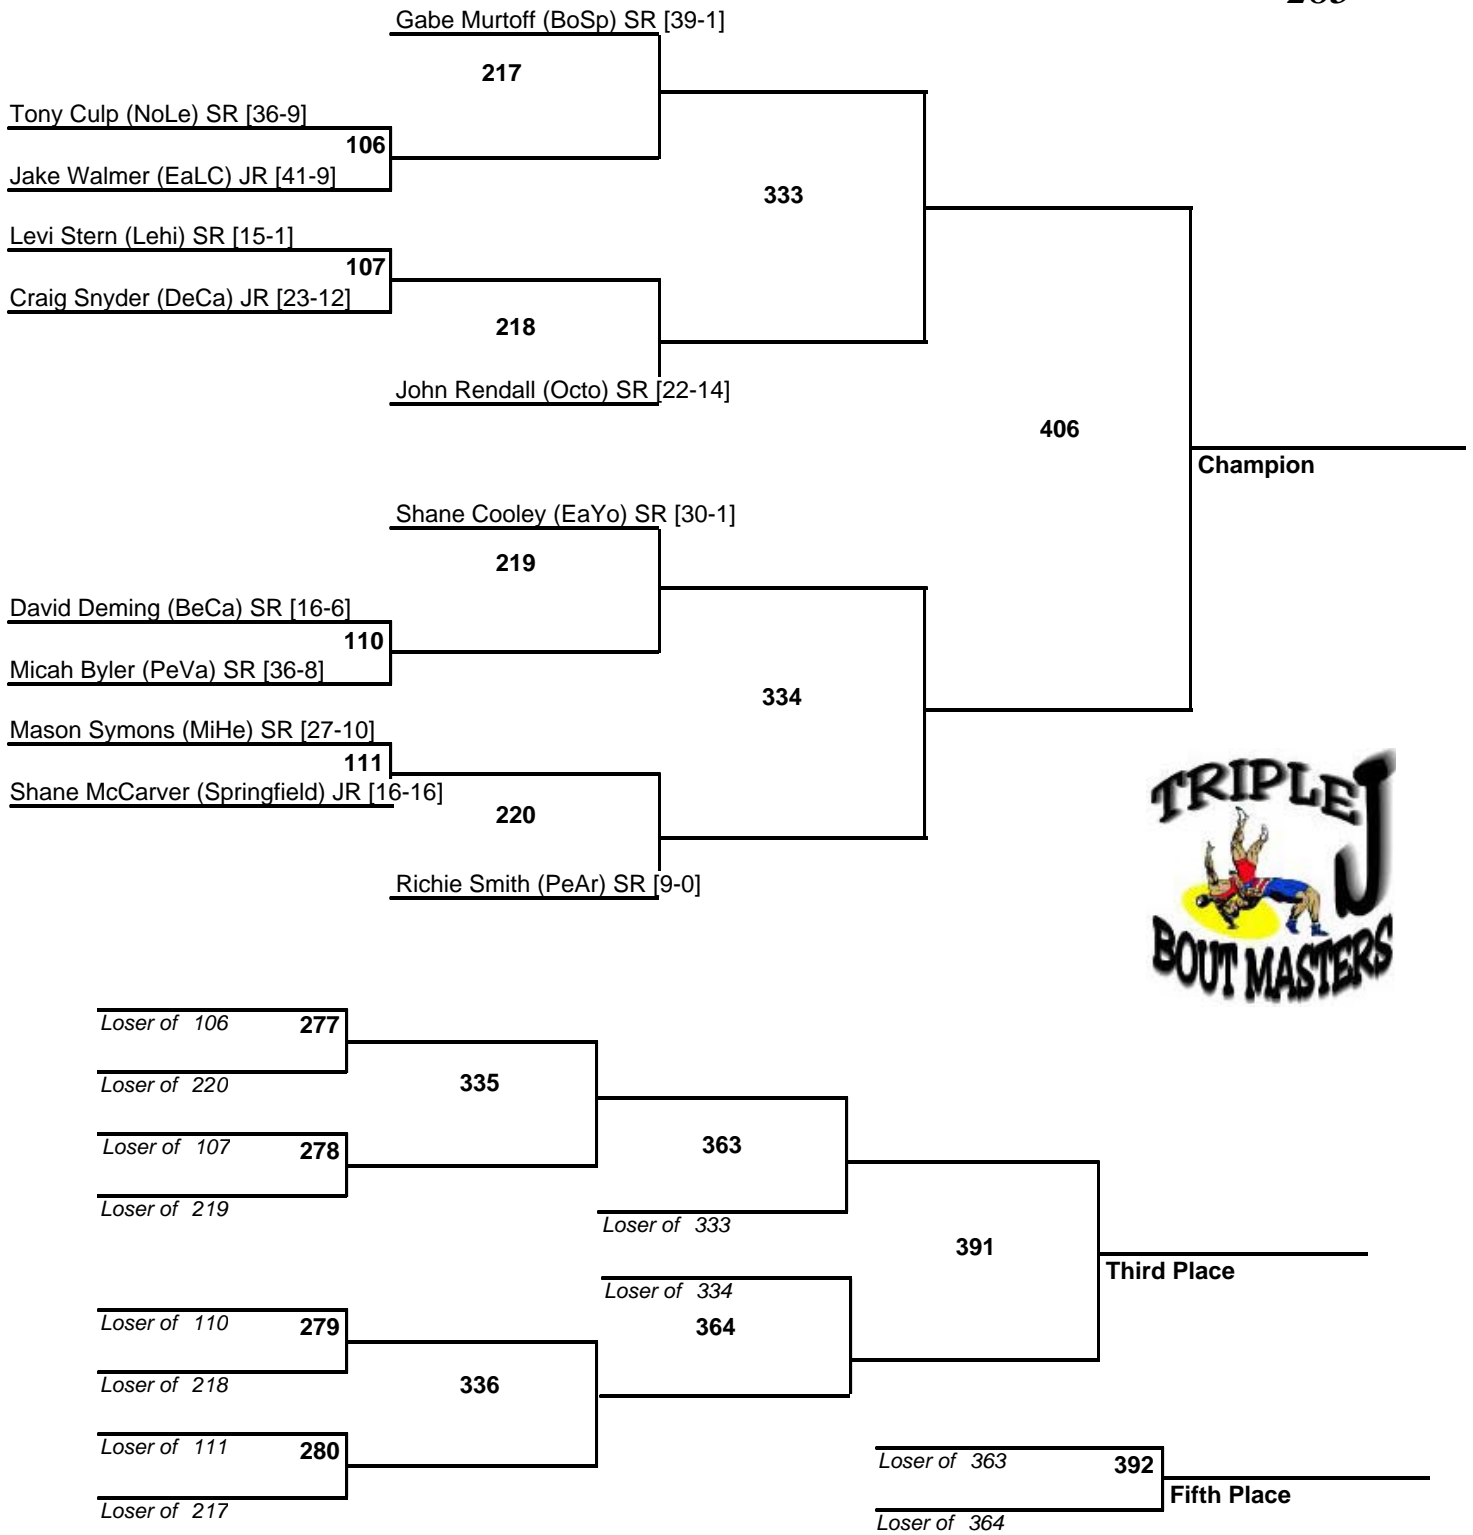 Gabe Murtoff (BoSp) SR [39-1]
217
Tony Culp (NoLe) SR [36-9]
106
Jake Walmer (EaLC) JR [41-9]
333
Levi Stern (Lehi) SR [15-1]
107
Craig Snyder (DeCa) JR [23-12]
218
John Rendall (Octo) SR [22-14]
406
Champion
Shane Cooley (EaYo) SR [30-1]
219
David Deming (BeCa) SR [16-6]
110
Micah Byler (PeVa) SR [36-8]
334
Mason Symons (MiHe) SR [27-10]
111
Shane McCarver (Springfield) JR [16-16]
220
Richie Smith (PeAr) SR [9-0]
TRIPLE J
BOUT MASTERS
Loser of 106 277
Loser of 220
335
Loser of 107 278
363
Loser of 219
Loser of 333
391
Third Place
Loser of 334
Loser of 110 279
364
Loser of 218
336
Loser of 111 280
Loser of 363 392
Fifth Place
Loser of 217
Loser of 364